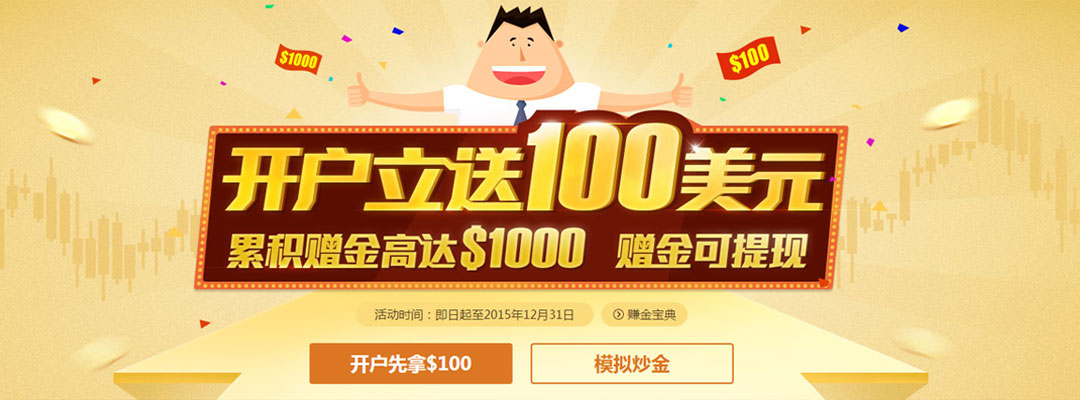 $1000
$100
开户立送100美元
累积赠金高达$1000 赠金可提现
活动时间：即日起至2015年12月31日
赚金宝典
开户先拿$100
模拟炒金